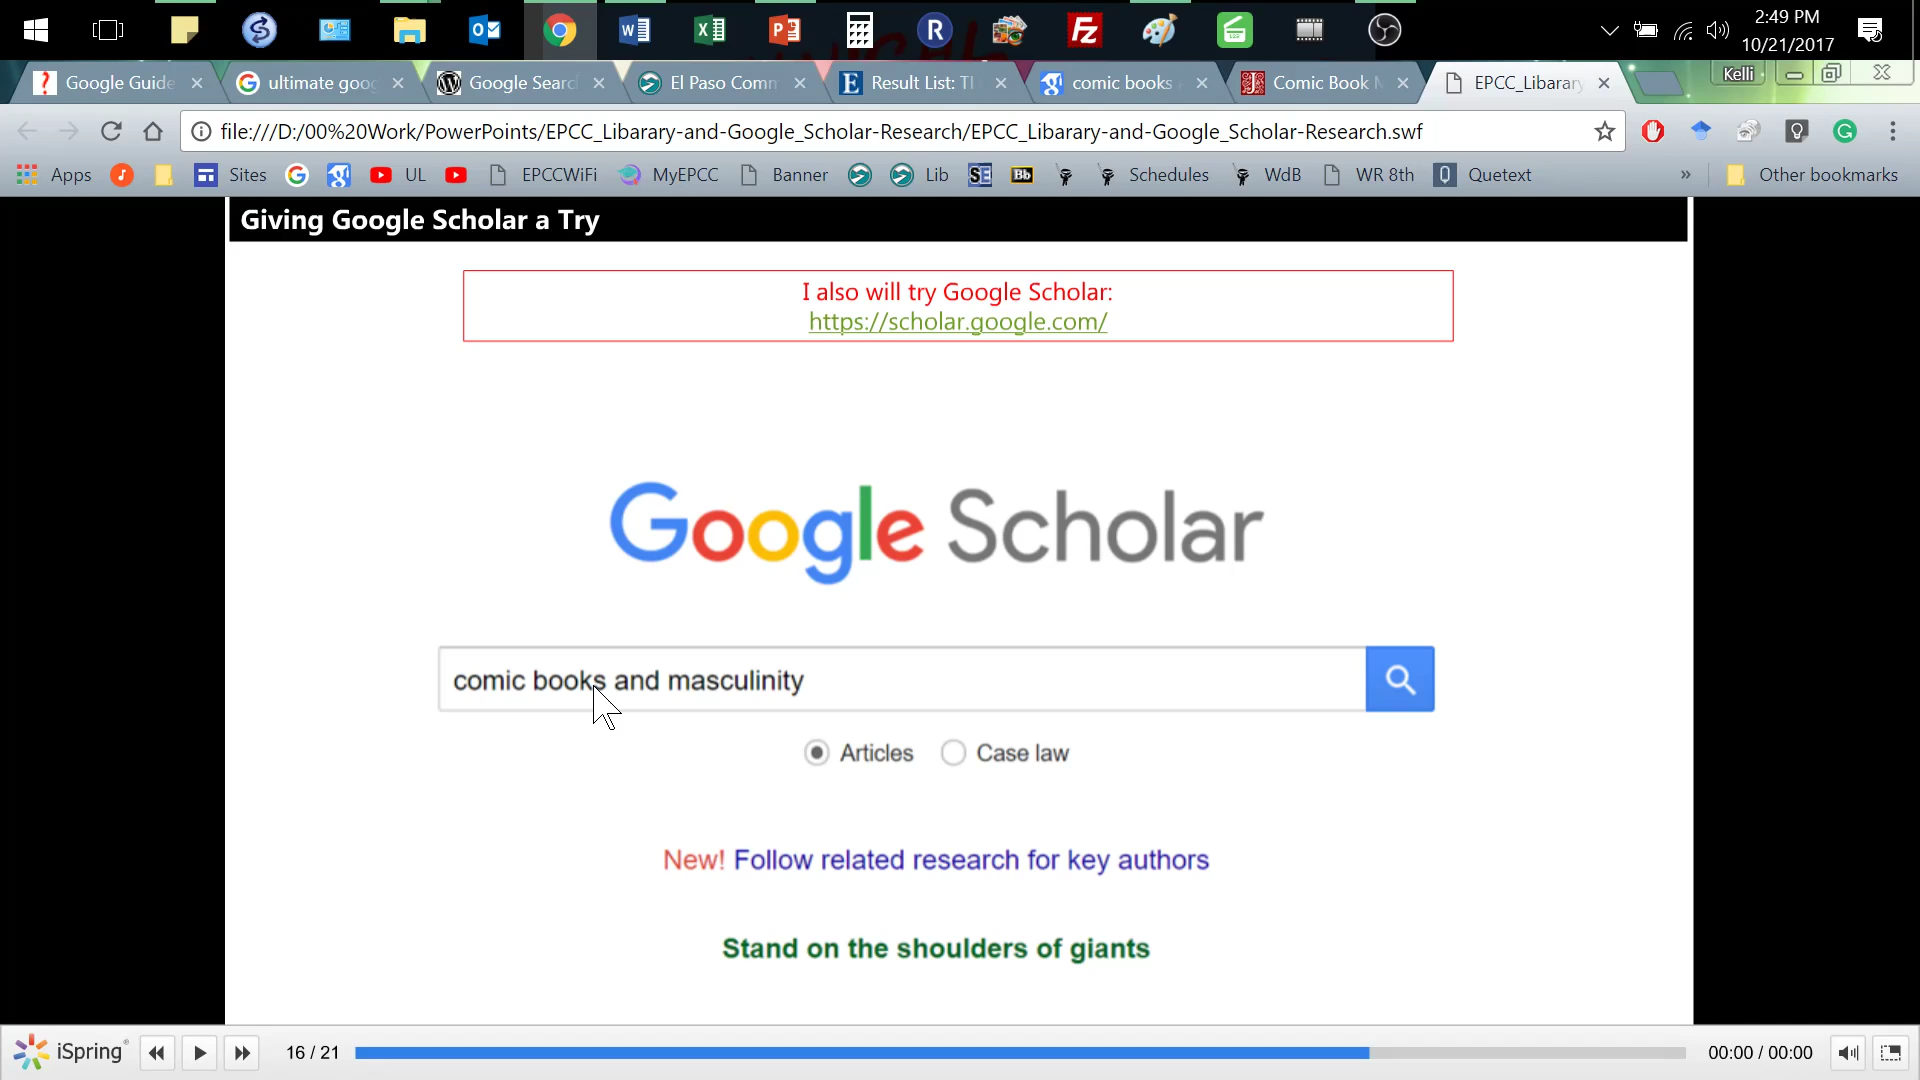 2:49 PM
10/21/2017
Google Guide
ultimate goog
Google Searc
El Paso Comm
Result List: Tl
comic books
Comic Book M
EPCC_Libarary
Kelli
file:///D:/00%20Work/PowerPoints/EPCC_Libarary-and-Google_Scholar-Research/EPCC_Libarary-and-Google_Scholar-Research.swf
Apps
Sites
UL
EPCCWiFi
MyEPCC
Banner
Lib
SE
Bb
Schedules
WdB
WR 8th
Quetext
»
Other bookmarks
Giving Google Scholar a Try
I also will try Google Scholar:
https://scholar.google.com/
Google Scholar
comic books and masculinity
Articles Case law
New! Follow related research for key authors
Stand on the shoulders of giants
iSpring
16 / 21
00:00 / 00:00